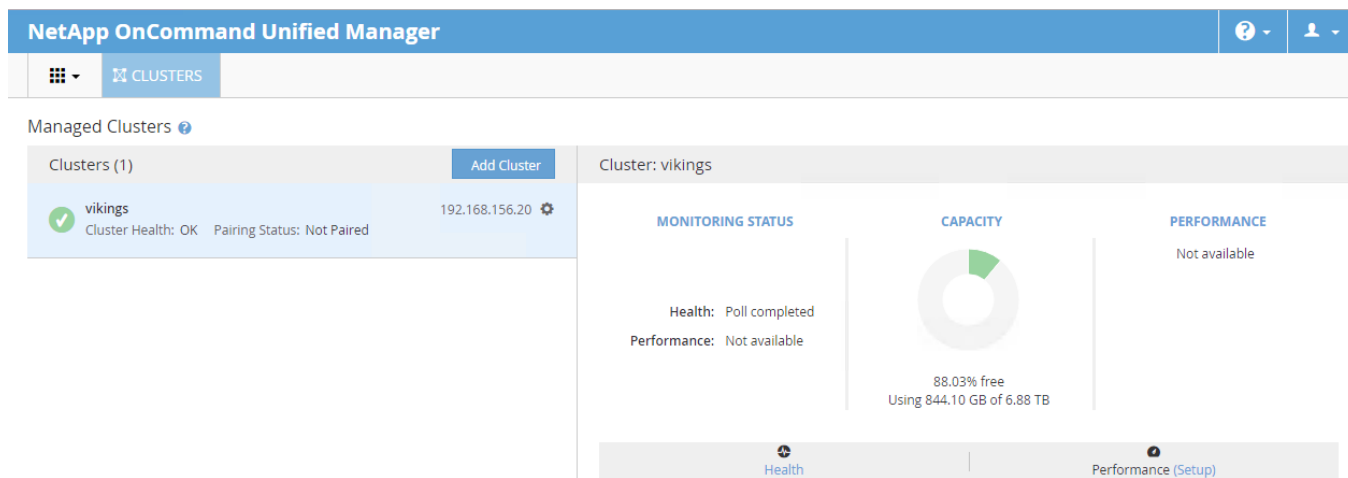 NetApp OnCommand Unified Manager
CLUSTERS
Managed Clusters
Clusters (1)
Add Cluster
vikings
192.168.156.20
Cluster Health: OK Pairing Status: Not Paired
Cluster: vikings
MONITORING STATUS
Health: Poll completed
Performance: Not available
CAPACITY
88.03% free
Using 844.10 GB of 6.88 TB
PERFORMANCE
Not available
Health
Performance (Setup)